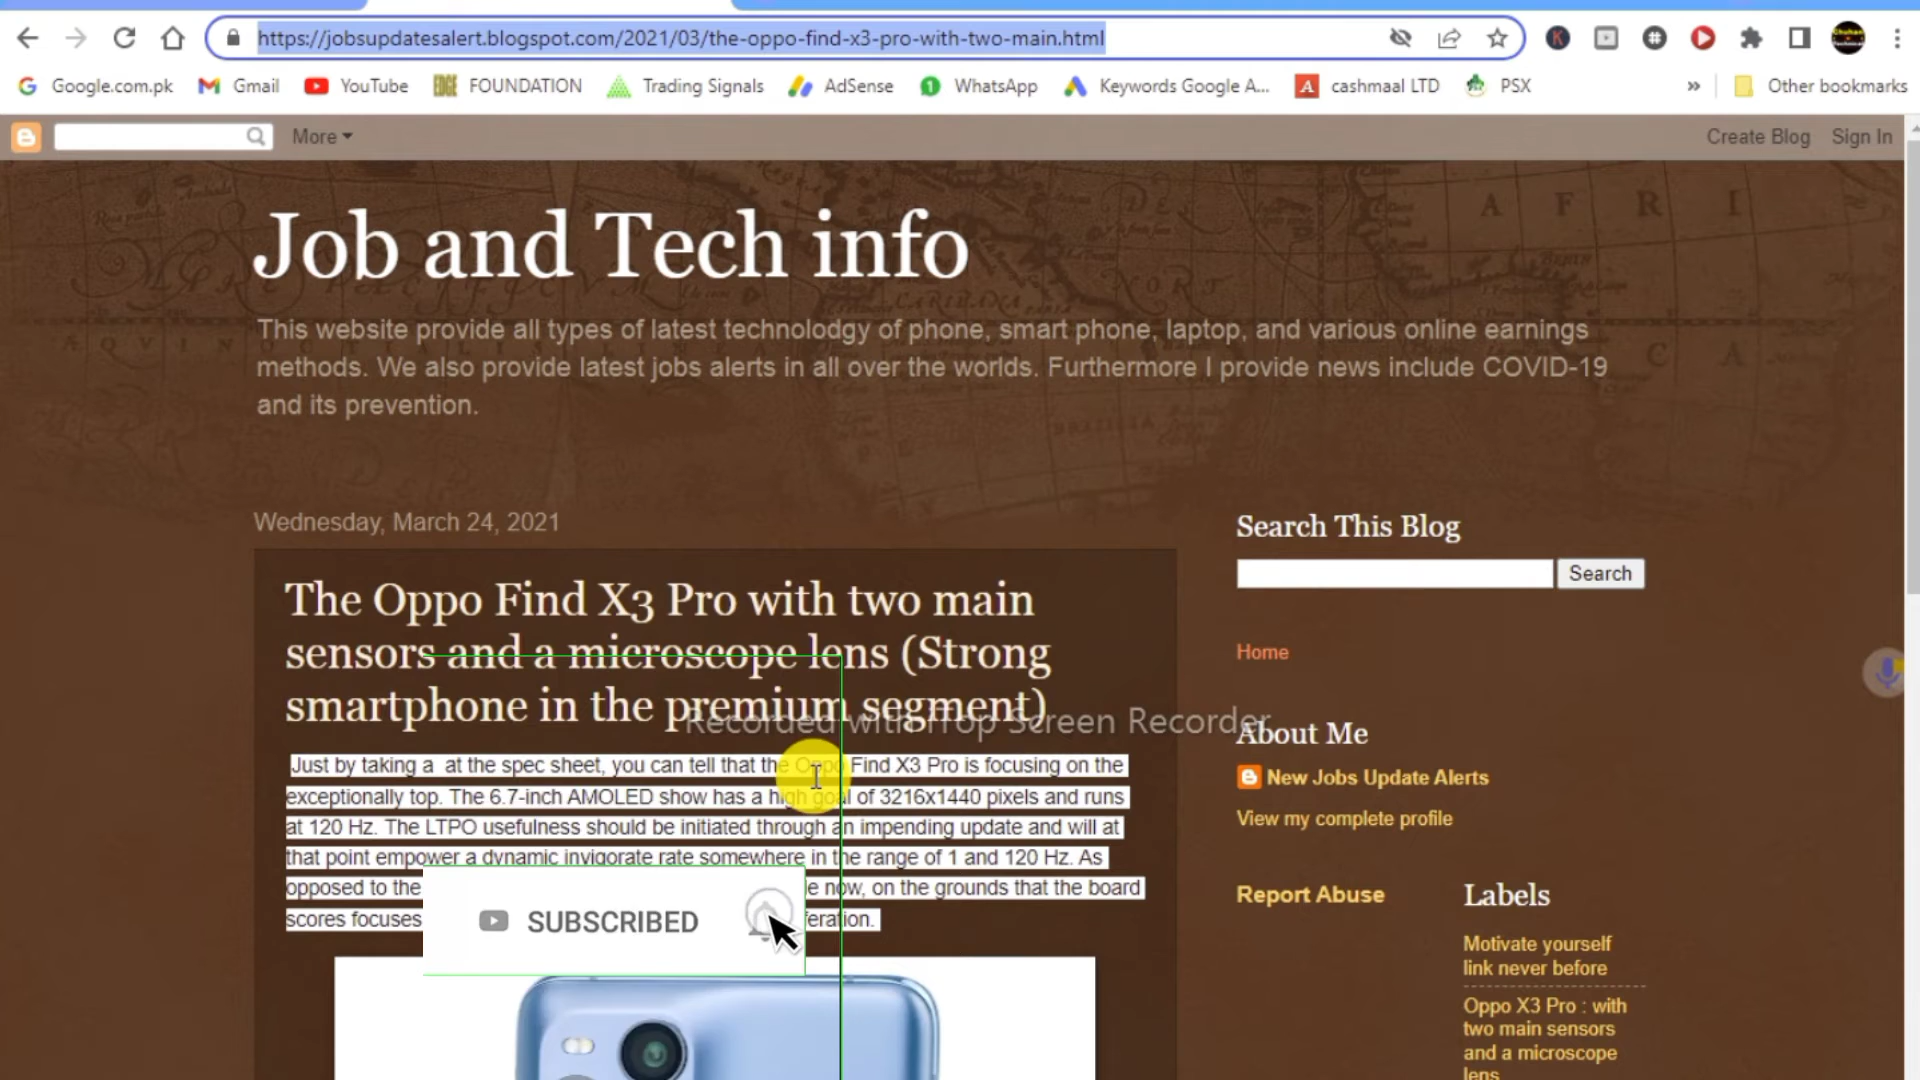 https://jobsupdatesalert.blogspot.com/2021/03/the-oppo-find-x3-pro-with-two-main.html
Google.com.pk Gmail YouTube FOUNDATION Trading Signals AdSense WhatsApp Keywords Google A... cashmaal LTD PSX » Other bookmarks
More Create Blog Sign In
Job and Tech info
This website provide all types of latest technolodgy of phone, smart phone, laptop, and various online earnings
methods. We also provide latest jobs alerts in all over the worlds. Furthermore I provide news include COVID-19
and its prevention.
Wednesday, March 24, 2021
The Oppo Find X3 Pro with two main
sensors and a microscope lens (Strong
smartphone in the premium segment)
Recorded with iTop Screen Recorder
Just by taking a at the spec sheet, you can tell that the Oppo Find X3 Pro is focusing on the
exceptionally top. The 6.7-inch AMOLED show has a high goal of 3216x1440 pixels and runs
at 120 Hz. The LTPO usefulness should be initiated through an impending update and will at
that point empower a dynamic invigorate rate somewhere in the range of 1 and 120 Hz. As
opposed to the e now, on the grounds that the board
scores focuses feration.
SUBSCRIBED
Search This Blog
Search
Home
About Me
New Jobs Update Alerts
View my complete profile
Report Abuse
Labels
Motivate yourself
link never before
Oppo X3 Pro : with
two main sensors
and a microscope
lens